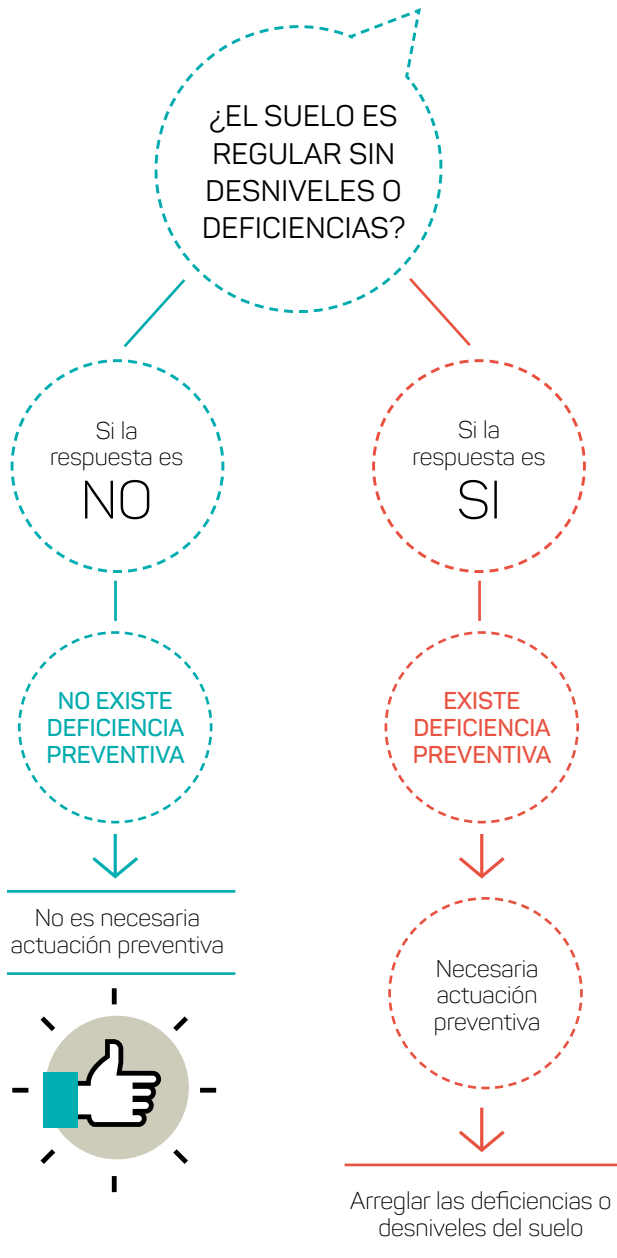 ¿EL SUELO ES
REGULAR SIN
DESNIVELES O
DEFICIENCIAS?
Si la
respuesta es
NO
NO EXISTE
DEFICIENCIA
PREVENTIVA
No es necesaria
actuación preventiva
Si la
respuesta es
SI
EXISTE
DEFICIENCIA
PREVENTIVA
Necesaria
actuación
preventiva
Arreglar las deficiencias o
desniveles del suelo